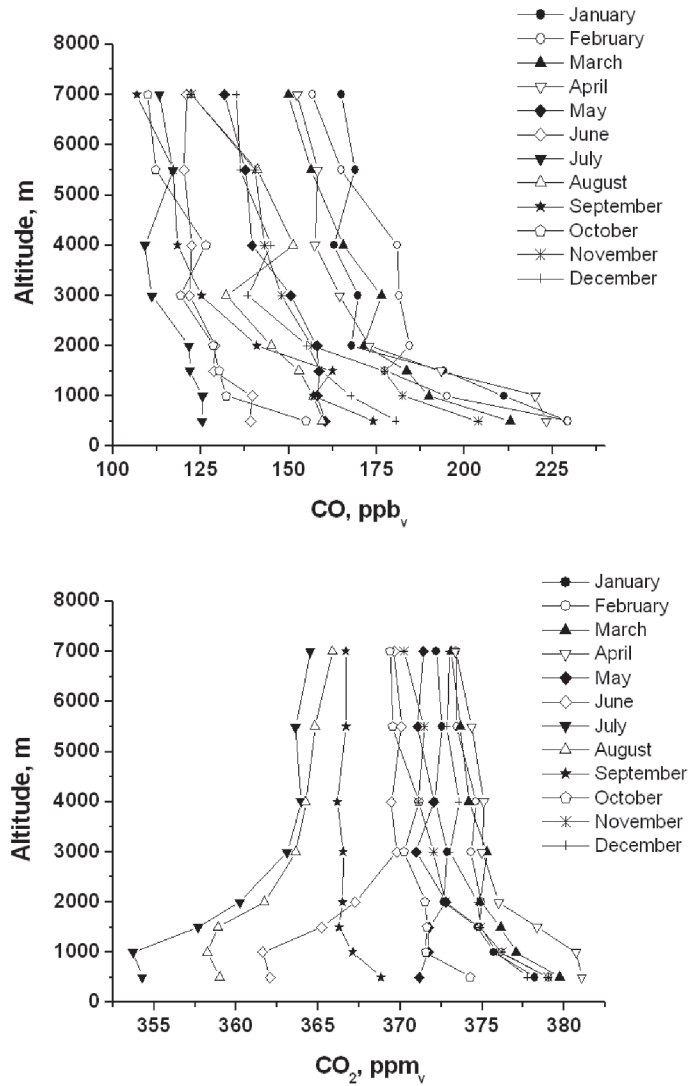 January
February
March
April
May
June
July
August
September
October
November
December
8000
7000
6000
5000
4000
3000
2000
1000
0
Altitude, m
100 125 150 175 200 225
CO, ppbv
January
February
March
April
May
June
July
August
September
October
November
December
8000
7000
6000
5000
4000
3000
2000
1000
0
Altitude, m
355 360 365 370 375 380
CO2, ppmv